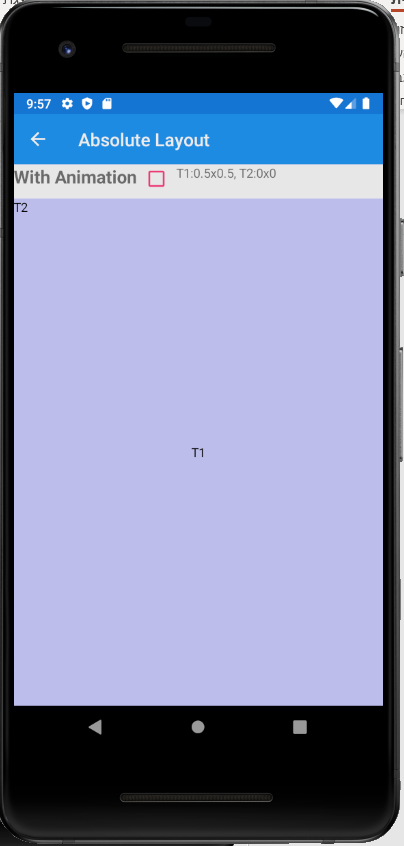 9:57
Absolute Layout
With Animation
T1:0.5x0.5, T2:0x0
T2
T1